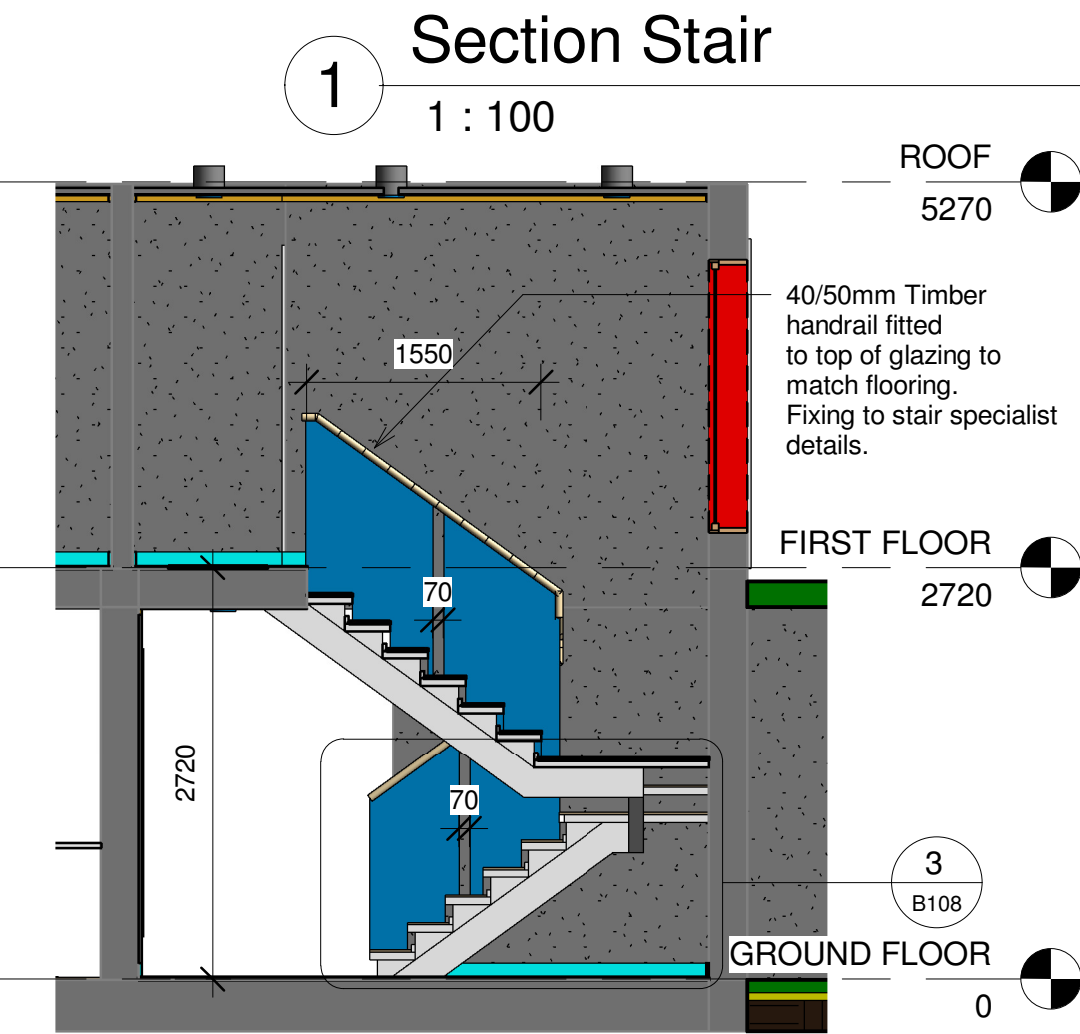 Section Stair
1
1 : 100
ROOF
5270
40/50mm Timber
handrail fitted
to top of glazing to
match flooring.
Fixing to stair specialist
details.
1550
FIRST FLOOR
2720
70
2720
70
3
B108
GROUND FLOOR
0